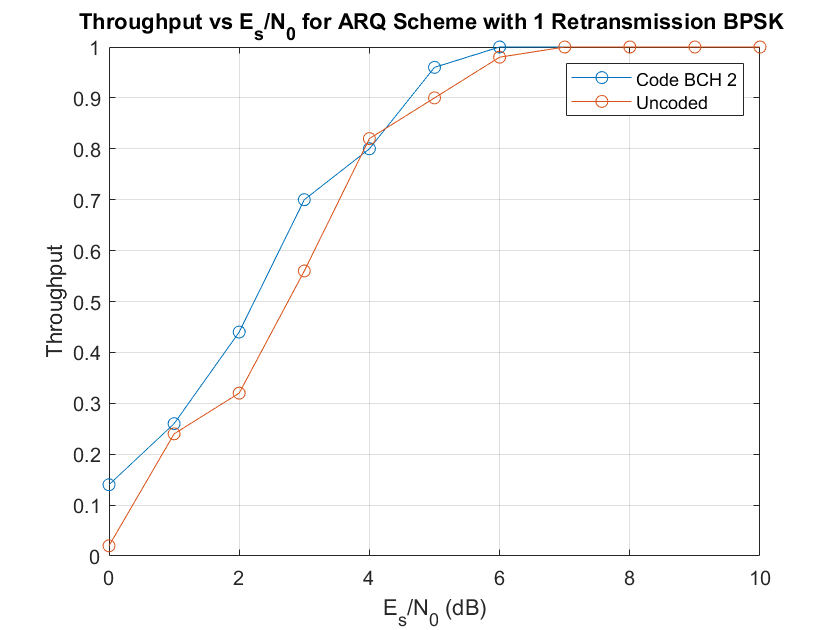 Throughput vs Es/N0 for ARQ Scheme with 1 Retransmission BPSK
1
0.9
0.8
0.7
0.6
0.5
0.4
0.3
0.2
0.1
0
Throughput
Code BCH 2
Uncoded
0 2 4 6 8 10
Es/N0 (dB)